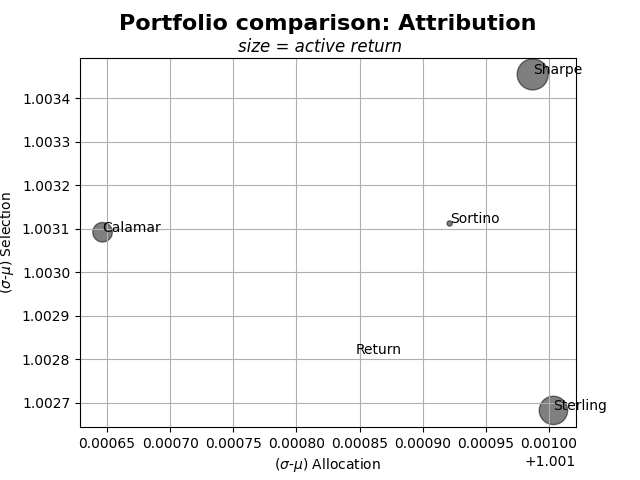 Portfolio comparison: Attribution
size = active return
Sharpe
1.0034
1.0033
1.0032
Sortino
Calamar
1.0031
1.0030
1.0029
Return
1.0028
Sterling
1.0027
(σ-μ) Selection
0.00065 0.00070 0.00075 0.00080 0.00085 0.00090 0.00095 0.00100
+1.001
(σ-μ) Allocation